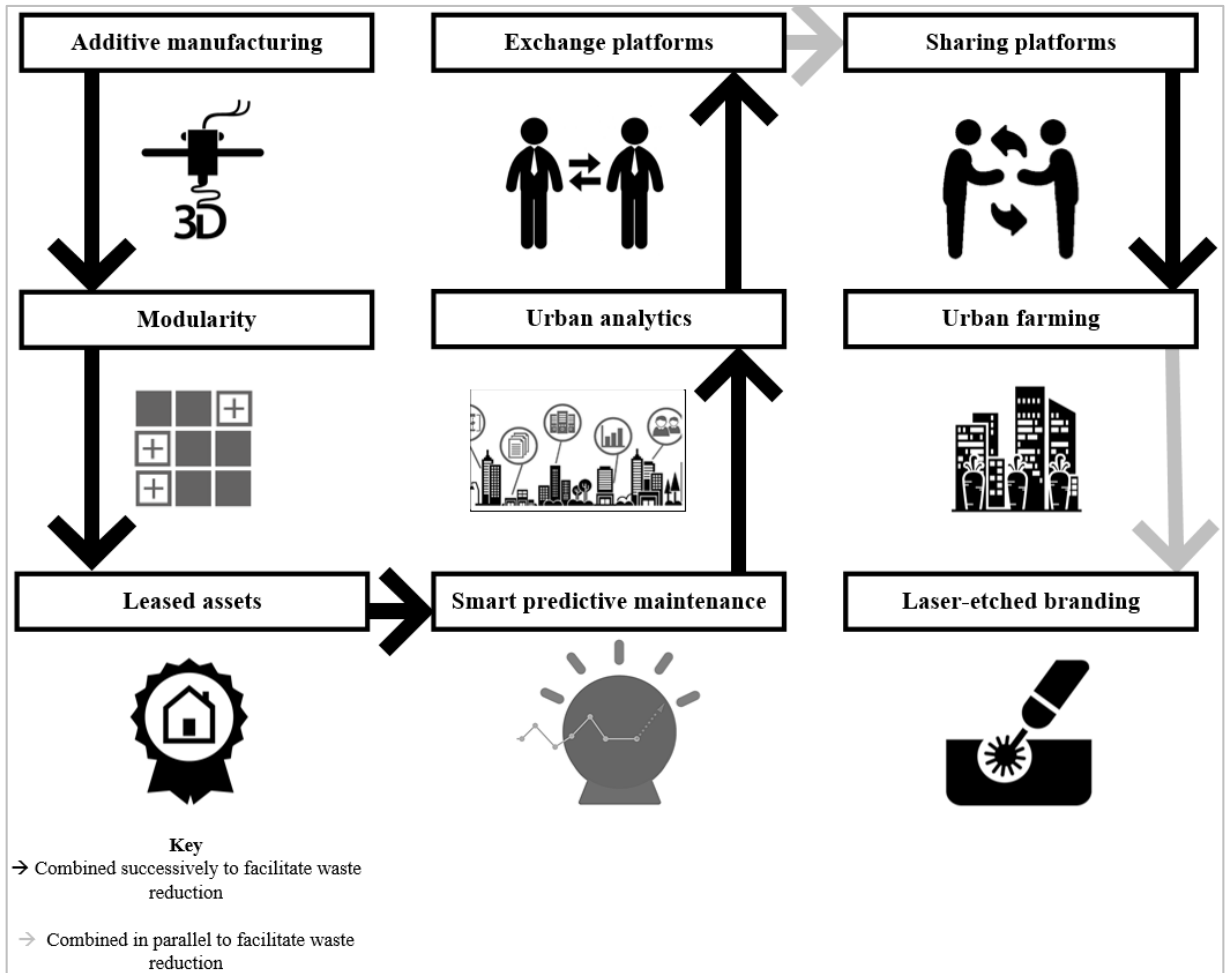 Additive manufacturing
Exchange platforms
Sharing platforms
3D
Modularity
Urban analytics
Urban farming
Leased assets
Smart predictive maintenance
Laser-etched branding
Key
→ Combined successively to facilitate waste
reduction
→ Combined in parallel to facilitate waste
reduction